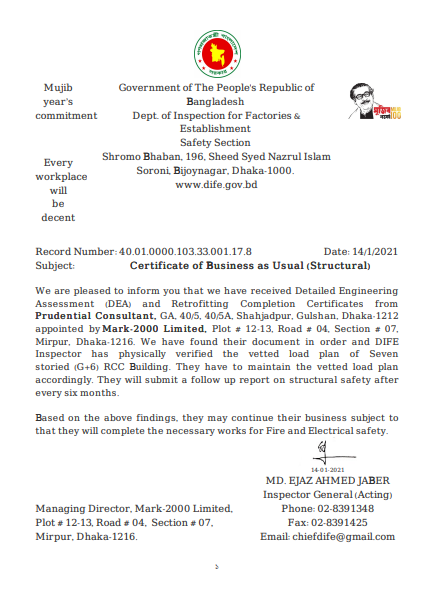 Mujib
year's
commitment
Every
workplace
will
be
decent
Government of The People's Republic of
Bangladesh
Dept. of Inspection for Factories &
Establishment
Safety Section
Shromo Bhaban, 196, Sheed Syed Nazrul Islam
Soroni, Bijoynagar, Dhaka-1000.
www.dife.gov.bd
Record Number: 40.01.0000.103.33.001.17.8 Date: 14/1/2021
Subject: Certificate of Business as Usual (Structural)
We are pleased to inform you that we have received Detailed Engineering
Assessment (DEA) and Retrofitting Completion Certificates from
Prudential Consultant, GA, 40/5, 40/5A, Shahjadpur, Gulshan, Dhaka-1212
appointed by Mark-2000 Limited, Plot # 12-13, Road # 04, Section # 07,
Mirpur, Dhaka-1216. We have found their document in order and DIFE
Inspector has physically verified the vetted load plan of Seven
storied (G+6) RCC Building. They have to maintain the vetted load plan
accordingly. They will submit a follow up report on structural safety after
every six months.
Based on the above findings, they may continue their business subject to
that they will complete the necessary works for Fire and Electrical safety.
14-01-2021
MD. EJAZ AHMED JABER
Inspector General (Acting)
Phone: 02-8391348
Fax: 02-8391425
Email: chiefdife@gmail.com
Managing Director, Mark-2000 Limited,
Plot # 12-13, Road # 04, Section # 07,
Mirpur, Dhaka-1216.